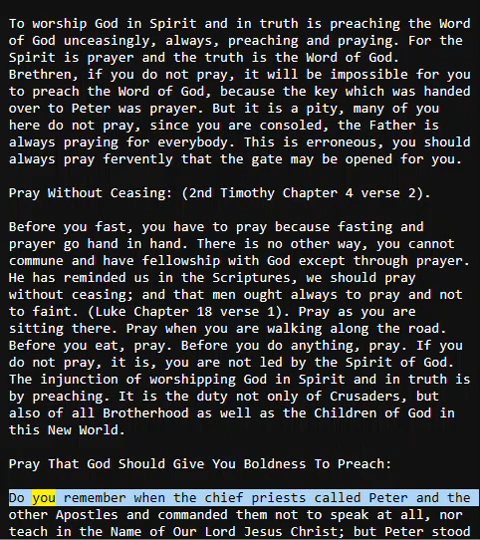 To worship God in Spirit and in truth is preaching the Word
of God unceasingly, always, preaching and praying. For the
Spirit is prayer and the truth is the Word of God.
Brethren, if you do not pray, it will be impossible for you
to preach the Word of God, because the key which was handed
over to Peter was prayer. But it is a pity, many of you
here do not pray, since you are consoled, the Father is
always praying for everybody. This is erroneous, you should
always pray fervently that the gate may be opened for you.
Pray Without Ceasing: (2nd Timothy Chapter 4 verse 2).
Before you fast, you have to pray because fasting and
prayer go hand in hand. There is no other way, you cannot
commune and have fellowship with God except through prayer.
He has reminded us in the Scriptures, we should pray
without ceasing; and that men ought always to pray and not
to faint. (Luke Chapter 18 verse 1). Pray as you are
sitting there. Pray when you are walking along the road.
Before you eat, pray. Before you do anything, pray. If you
do not pray, it is, you are not led by the Spirit of God.
The injunction of worshipping God in Spirit and in truth is
by preaching. It is the duty not only of Crusaders, but
also of all Brotherhood as well as the Children of God in
this New World.
Pray That God Should Give You Boldness To Preach:
Do you remember when the chief priests called Peter and the
other Apostles and commanded them not to speak at all, nor
teach in the Name of Our Lord Jesus Christ; but Peter stood